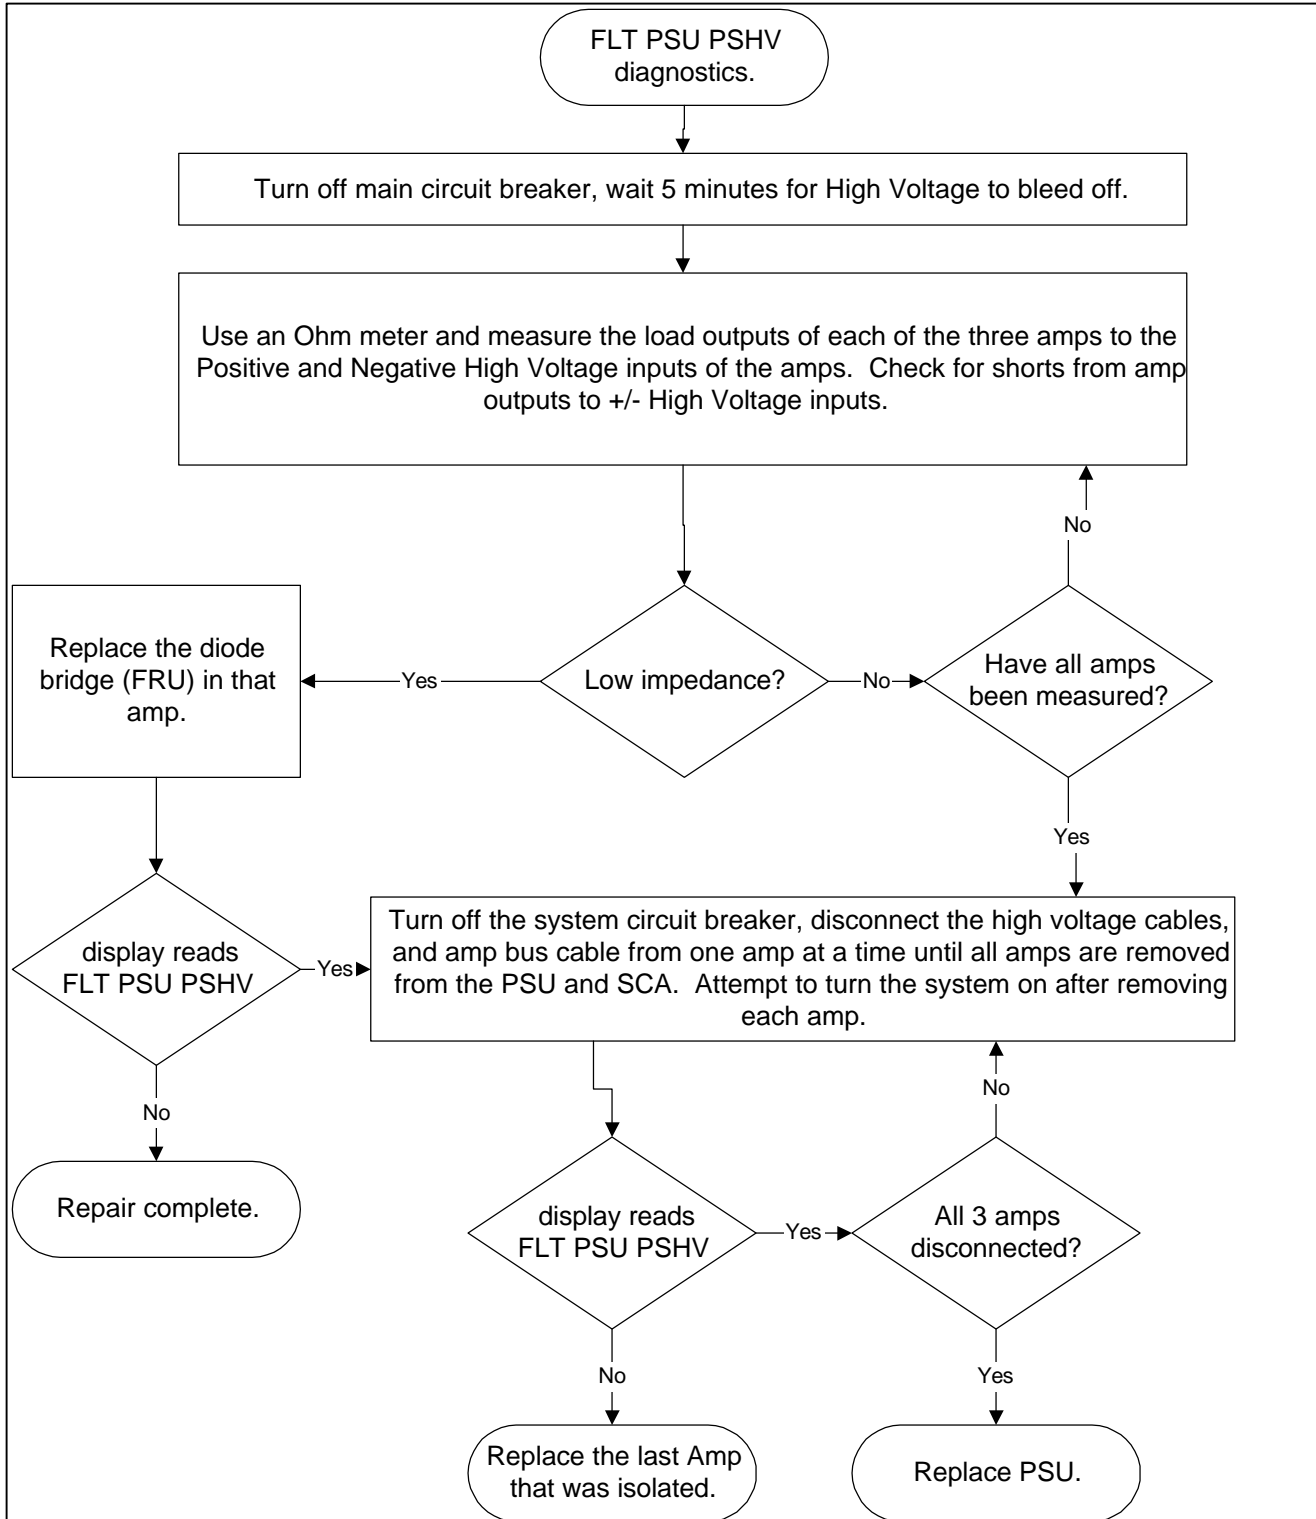 FLT PSU PSHV
diagnostics.
Turn off main circuit breaker, wait 5 minutes for High Voltage to bleed off.
Use an Ohm meter and measure the load outputs of each of the three amps to the
Positive and Negative High Voltage inputs of the amps.  Check for shorts from amp
outputs to +/- High Voltage inputs.
No
Replace the diode
bridge (FRU) in that
amp.
Yes
Low impedance?
No
Have all amps
been measured?
Yes
display reads
FLT PSU PSHV
Yes
Turn off the system circuit breaker, disconnect the high voltage cables,
and amp bus cable from one amp at a time until all amps are removed
from the PSU and SCA.  Attempt to turn the system on after removing
each amp.
No
No
Repair complete.
display reads
FLT PSU PSHV
Yes
All 3 amps
disconnected?
No
Yes
Replace the last Amp
that was isolated.
Replace PSU.